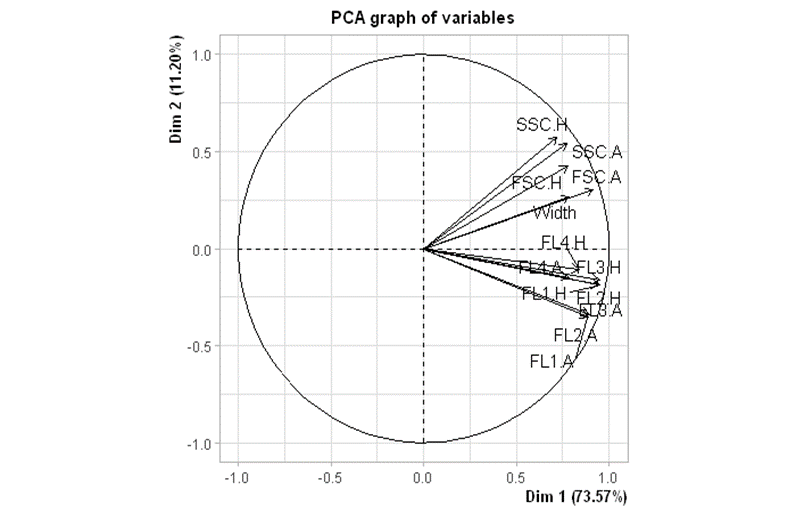 PCA graph of variables
Dim 2 (11.20%)
1.0
0.5
0.0
-0.5
-1.0
SSC.H
SSC.A
FSC.H
FSC.A
Width
FL4.H
FL4.A
FL3.H
FL1.H
FL2.H
FL3.A
FL2.A
FL1.A
-1.0
-0.5
0.0
0.5
1.0
Dim 1 (73.57%)